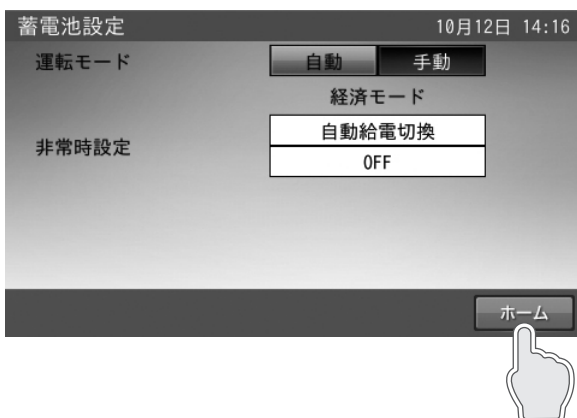 蓄電池設定 10月12日 14:16
運転モード 自動 手動
経済モード
非常時設定 自動給電切換
OFF
ホーム